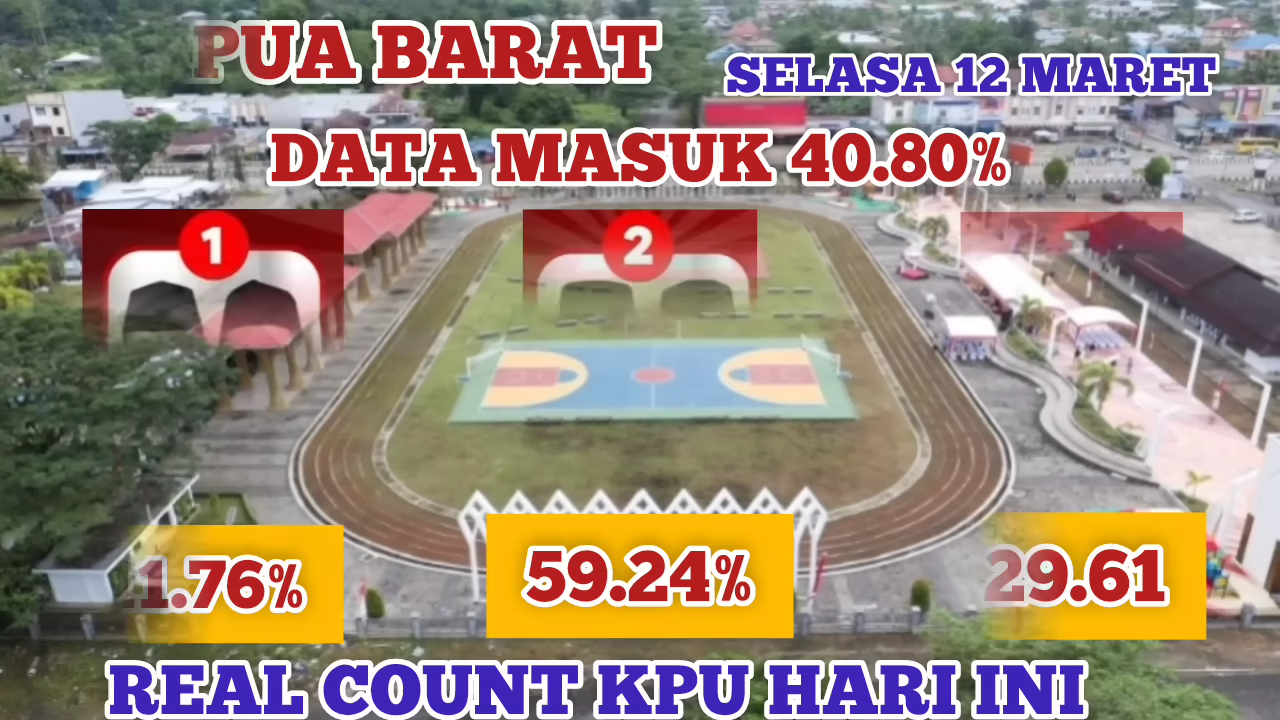 PUA BARAT
SELASA 12 MARET
DATA MASUK 40.80%
1
2
1.76%
59.24%
29.61
REAL COUNT KPU HARI INI